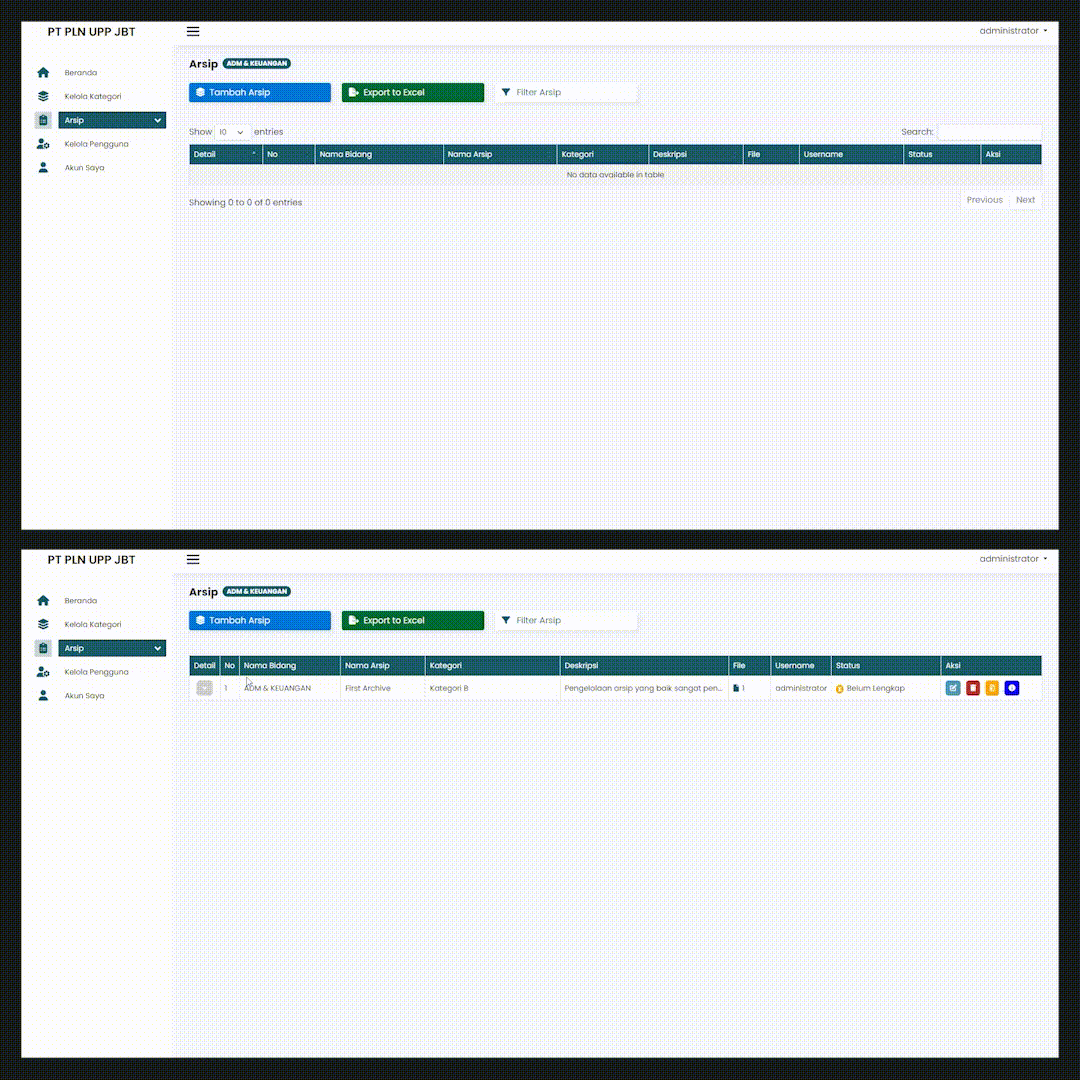 PT PLN UPP JBT
administrator
Beranda
Kelola Kategori
Arsip
Kelola Pengguna
Akun Saya
Arsip ADM & KEUANGAN
Tambah Arsip Export to Excel Filter Arsip
Show 10 entries Search:
Detail No Nama Bidang Nama Arsip Kategori Deskripsi File Username Status Aksi
No data available in table
Showing 0 to 0 of 0 entries Previous Next
PT PLN UPP JBT
administrator
Beranda
Kelola Kategori
Arsip
Kelola Pengguna
Akun Saya
Arsip ADM & KEUANGAN
Tambah Arsip Export to Excel Filter Arsip
Detail No Nama Bidang Nama Arsip Kategori Deskripsi File Username Status Aksi
1 ADM & KEUANGAN First Archive Kategori B Pengelolaan arsip yang baik sangat pen... 1 administrator Belum Lengkap